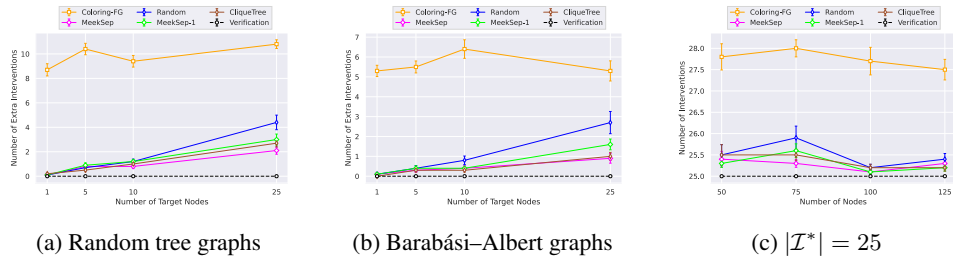 Coloring-FG Random CliqueTree
MeekSep MeekSep-1 Verification
Number of Extra Interventions
10
8
6
4
2
0
1 5 10 25
Number of Target Nodes
(a) Random tree graphs
Coloring-FG Random CliqueTree
MeekSep MeekSep-1 Verification
Number of Extra Interventions
7
6
5
4
3
2
1
0
1 5 10 25
Number of Target Nodes
(b) Barabási–Albert graphs
Coloring-FG Random CliqueTree
MeekSep MeekSep-1 Verification
Number of Interventions
28.0
27.5
27.0
26.5
26.0
25.5
25.0
50 75 100 125
Number of Nodes
(c) |𝓘*| = 25